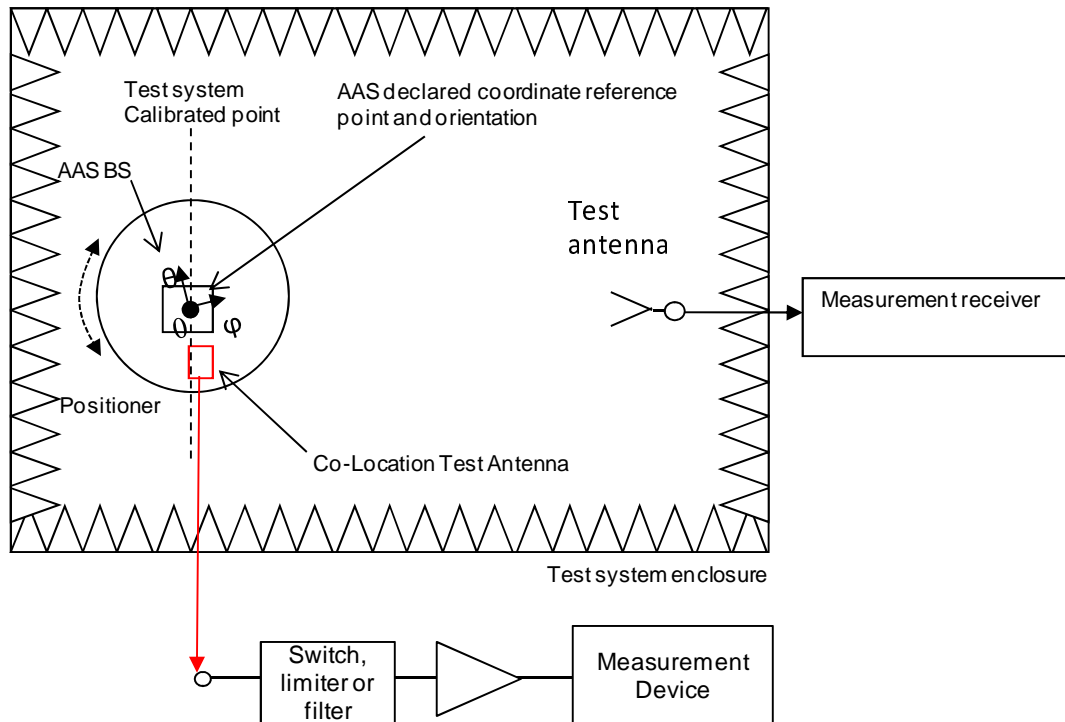 Test system
Calibrated point
AAS declared coordinate reference
point and orientation
AAS BS
Test
antenna
Measurement receiver
θ
0
φ
Positioner
Co-Location Test Antenna
Test system enclosure
Switch,
limiter or
filter
Measurement
Device